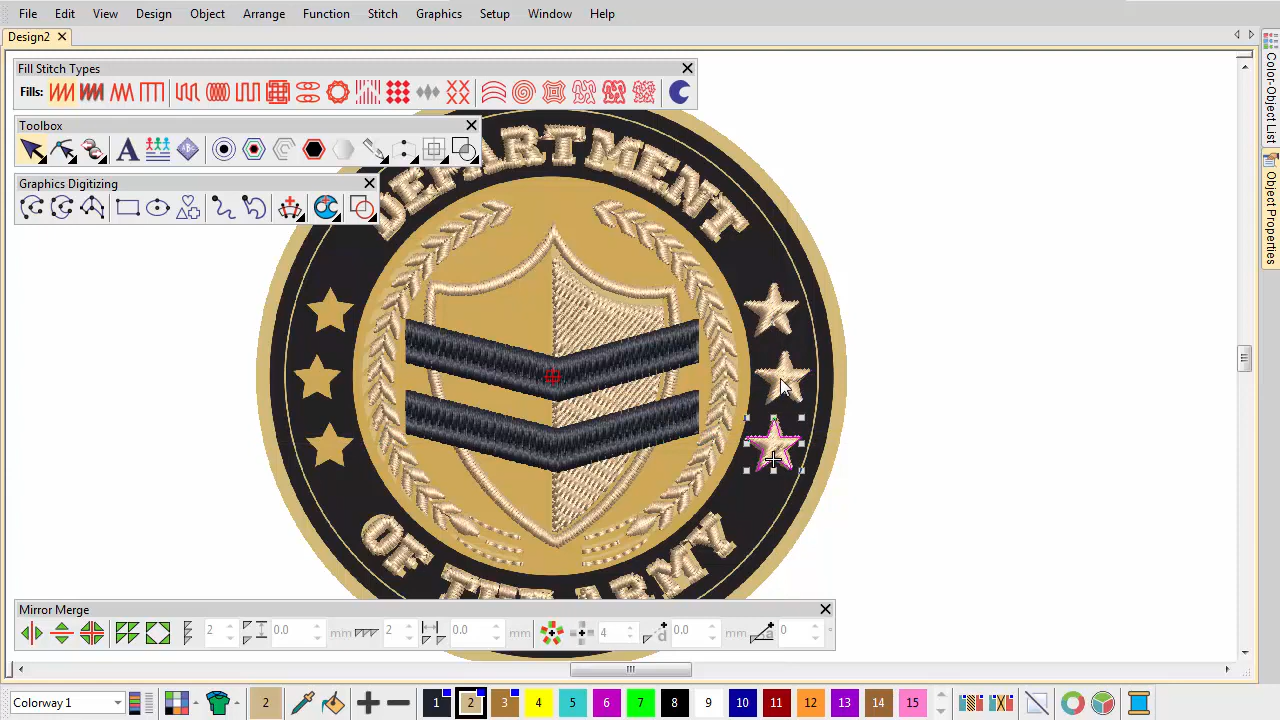 File Edit View Design Object Arrange Function Stitch Graphics Setup Window Help
Design2
Fill Stitch Types
Fills:
Toolbox
Graphics Digitizing
DEPARTMENT
OF THE ARMY
Color-Object List
Object Properties
Mirror Merge
2 0.0 mm 2 0.0 mm 4 0.0 mm 0
Colorway 1 2 1 2 3 4 5 6 7 8 9 10 11 12 13 14 15